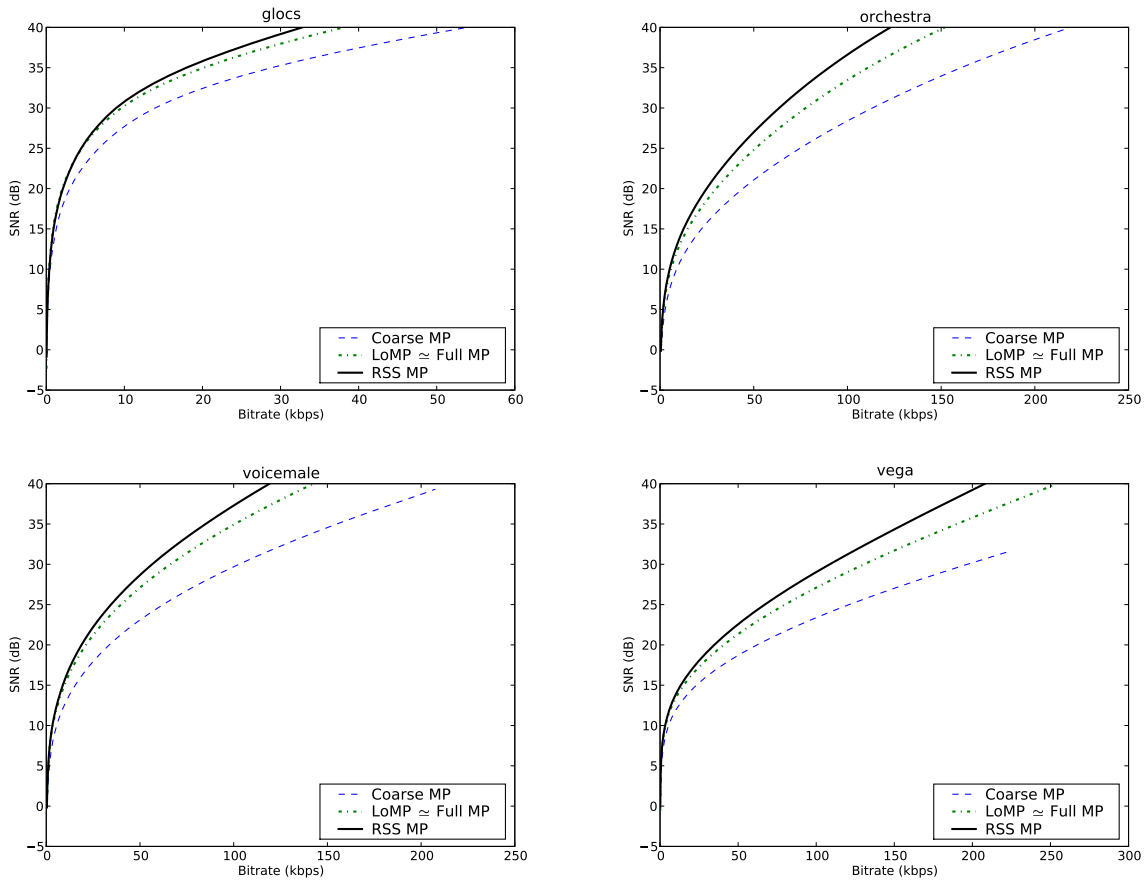 glocs
40
35
30
25
20
15
10
5
0
−5
SNR (dB)
0 10 20 30 40 50 60
Bitrate (kbps)
Coarse MP
LoMP ≃ Full MP
RSS MP
orchestra
40
35
30
25
20
15
10
5
0
−5
SNR (dB)
0 50 100 150 200 250
Bitrate (kbps)
Coarse MP
LoMP ≃ Full MP
RSS MP
voicemale
40
35
30
25
20
15
10
5
0
−5
SNR (dB)
0 50 100 150 200 250
Bitrate (kbps)
Coarse MP
LoMP ≃ Full MP
RSS MP
vega
40
35
30
25
20
15
10
5
0
−5
SNR (dB)
0 50 100 150 200 250 300
Bitrate (kbps)
Coarse MP
LoMP ≃ Full MP
RSS MP